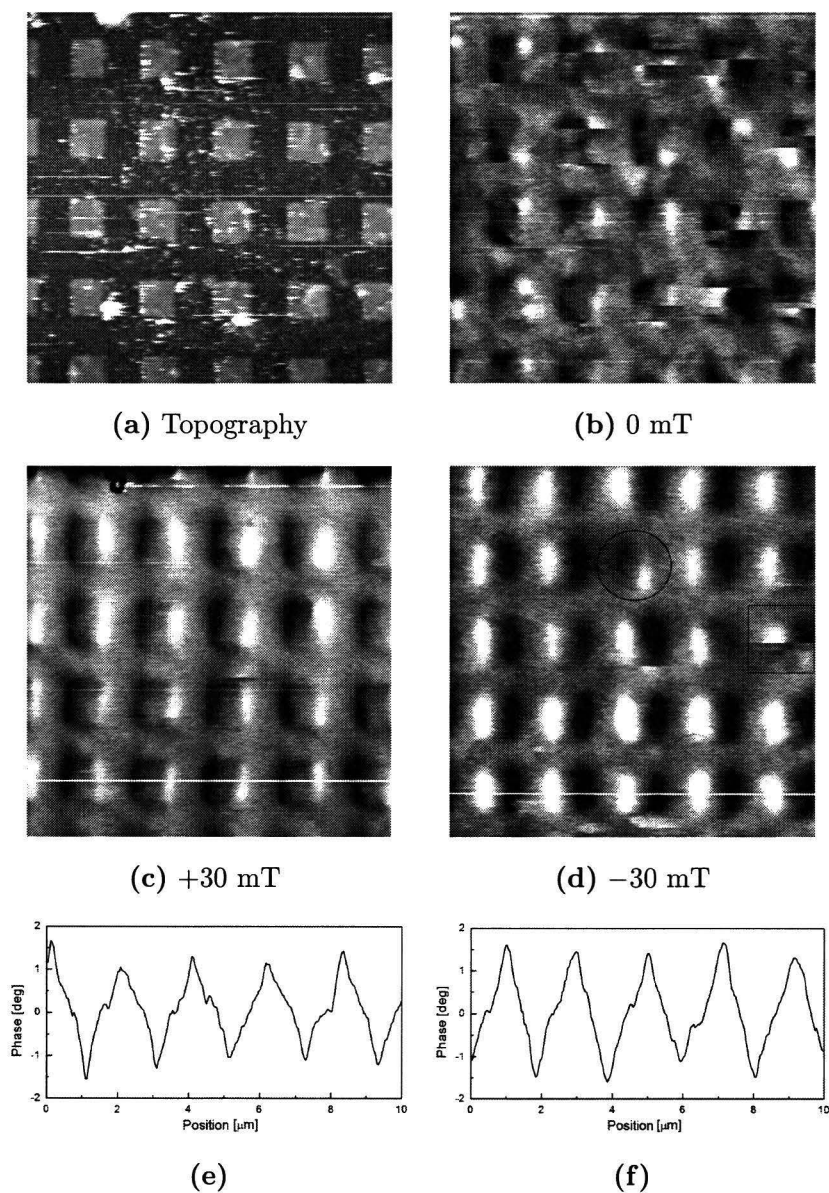 (a) Topography
(b) 0 mT
(c) +30 mT
(d) −30 mT
2
1
0
-1
-2
Phase [deg]
0 2 4 6 8 10
Position [μm]
2
1
0
-1
-2
Phase [deg]
0 2 4 6 8 10
Position [μm]
(e)
(f)